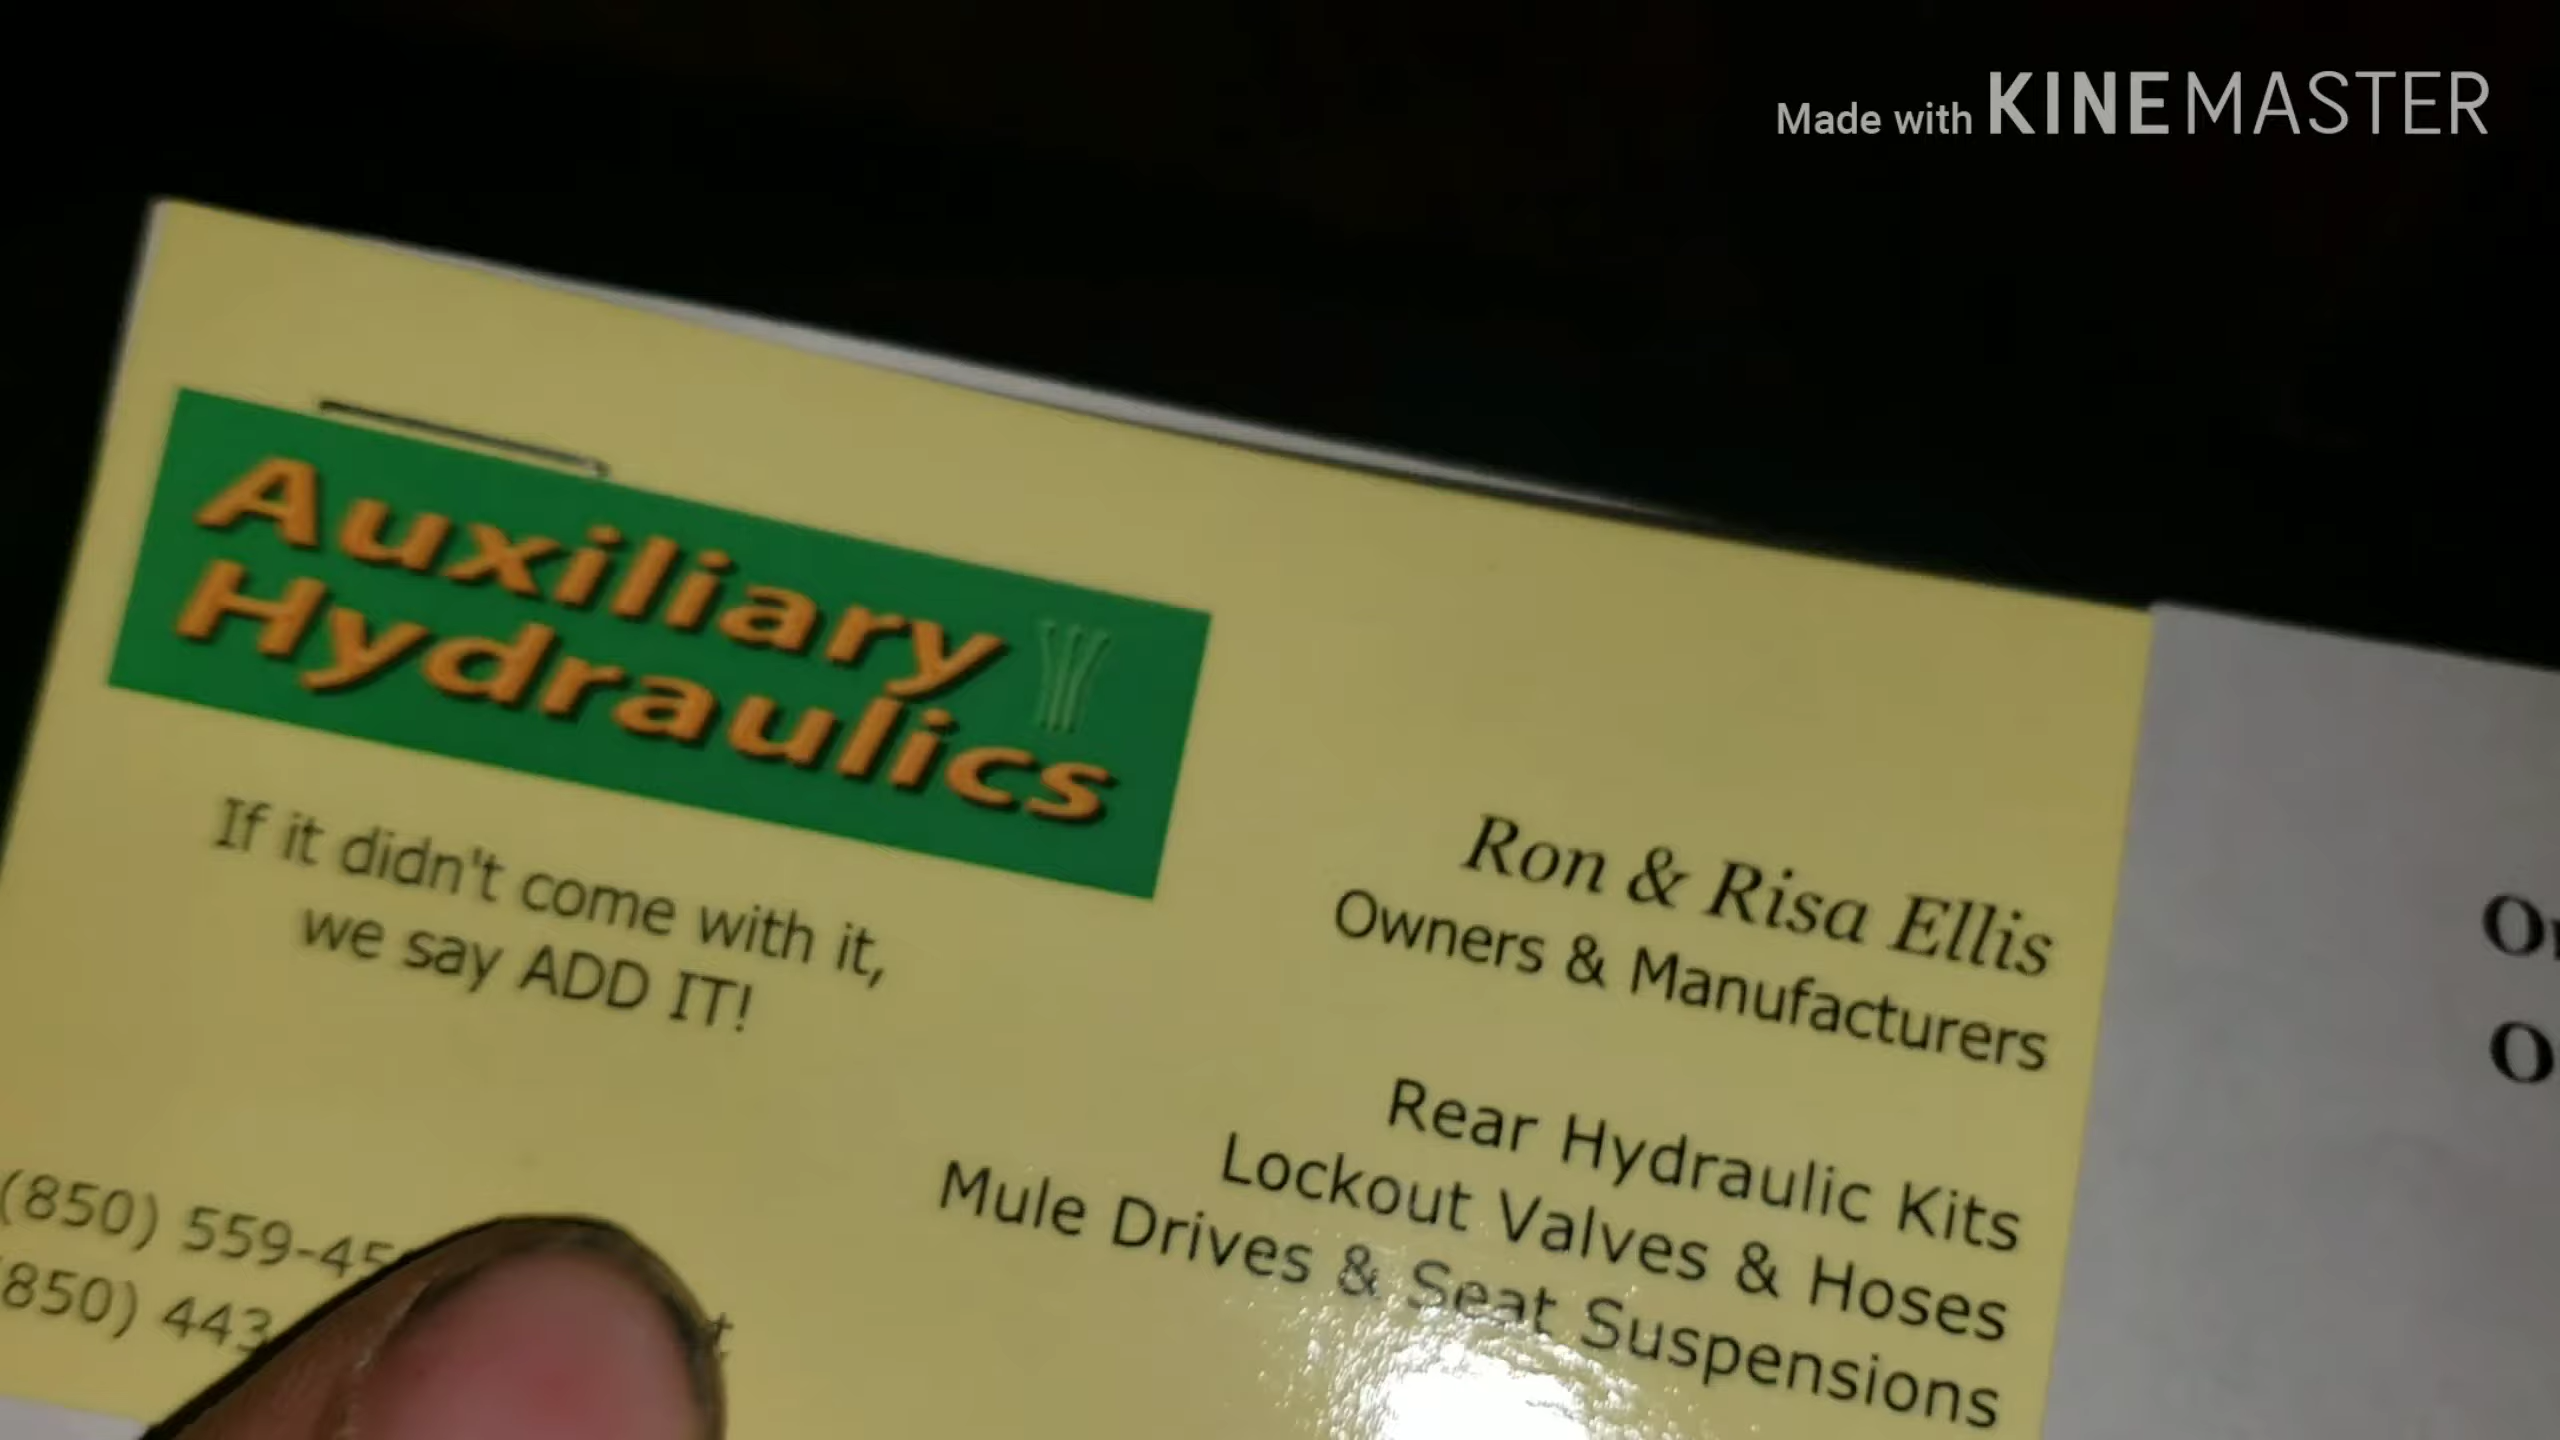 Made with KINEMASTER
Auxiliary
Hydraulics
If it didn't come with it,
we say ADD IT!
Ron & Risa Ellis
Owners & Manufacturers
Rear Hydraulic Kits
Lockout Valves & Hoses
Mule Drives & Seat Suspensions
(850) 559-45
(850) 443-